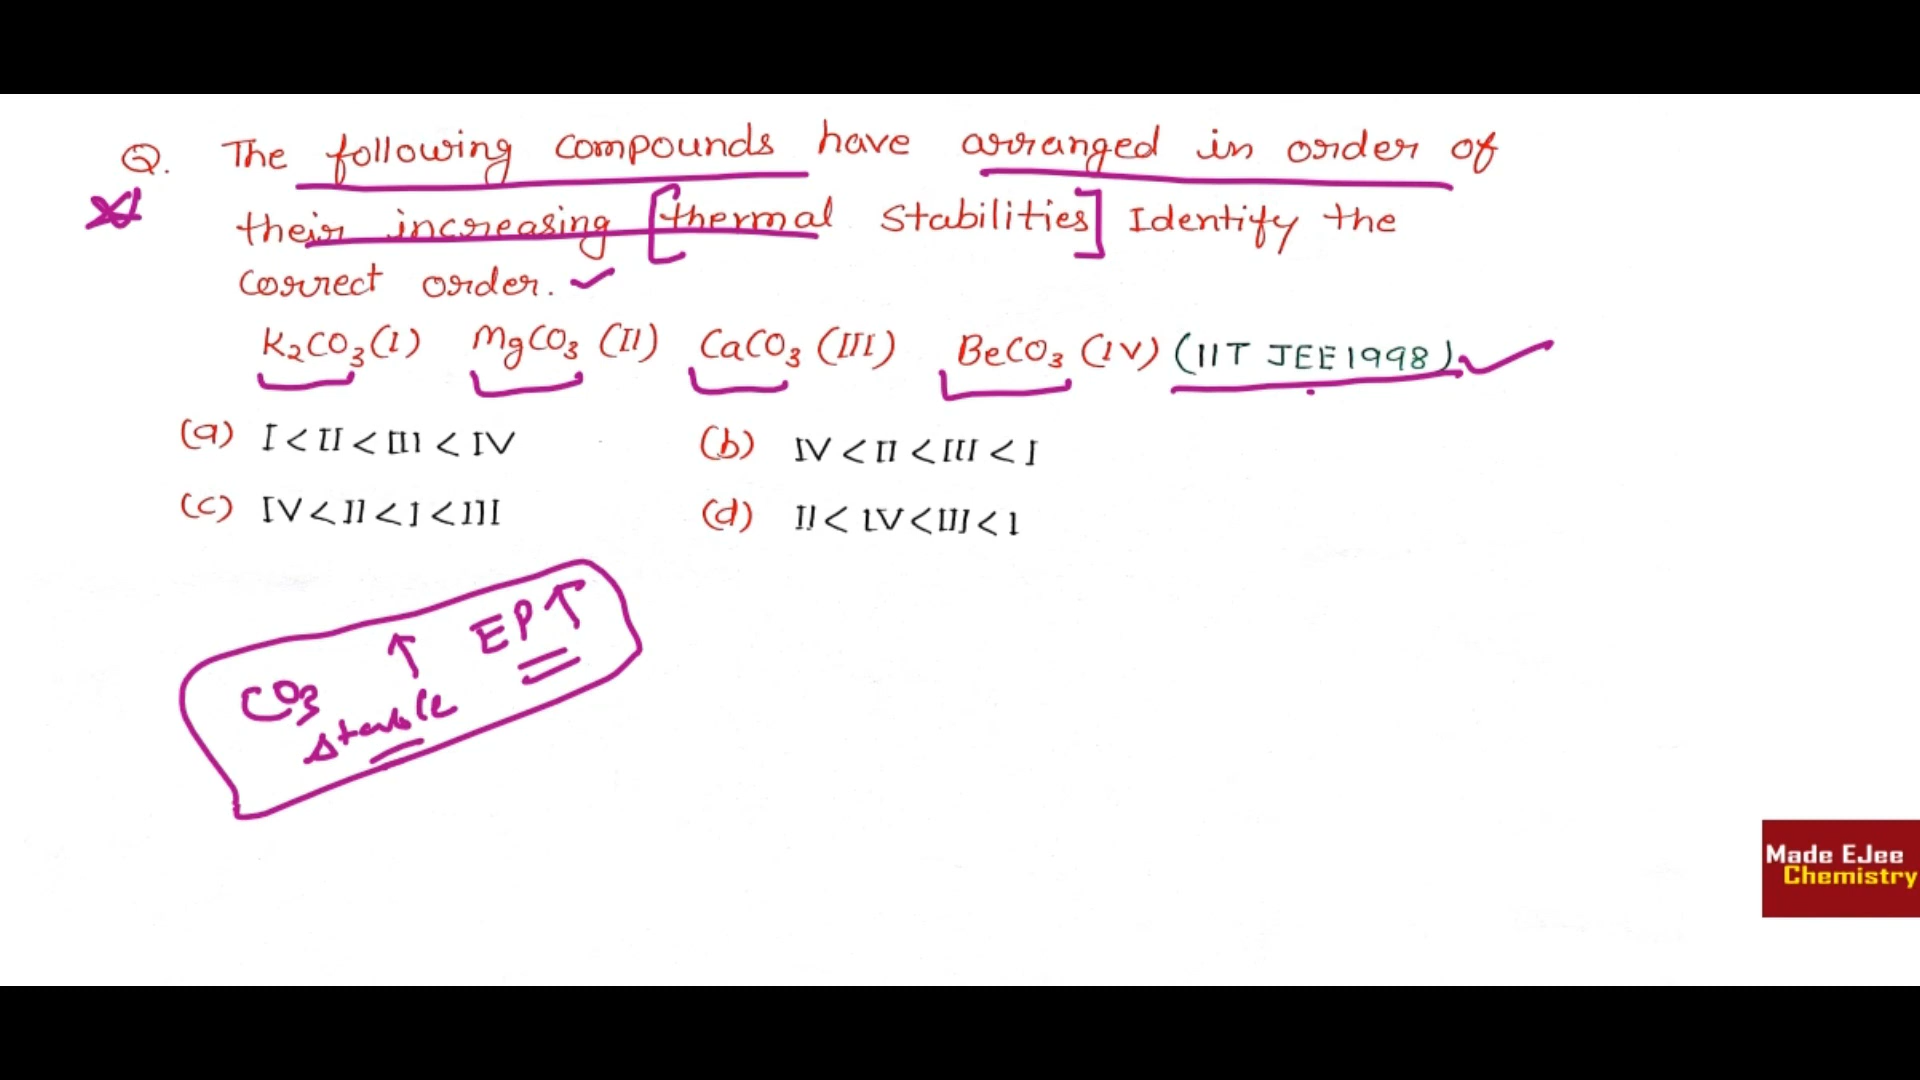 Q. The following compounds have arranged in order of
their increasing [thermal stabilities] Identify the
correct order.
K₂CO₃(I) MgCO₃ (II) CaCO₃ (III) BeCO₃ (IV) (IIT JEE 1998)
(a) I < II < III < IV (b) IV < II < III < I
(c) IV < II < I < III (d) II < IV < III < I
CO₃ stable ↑ EP↑
Made EJee
Chemistry